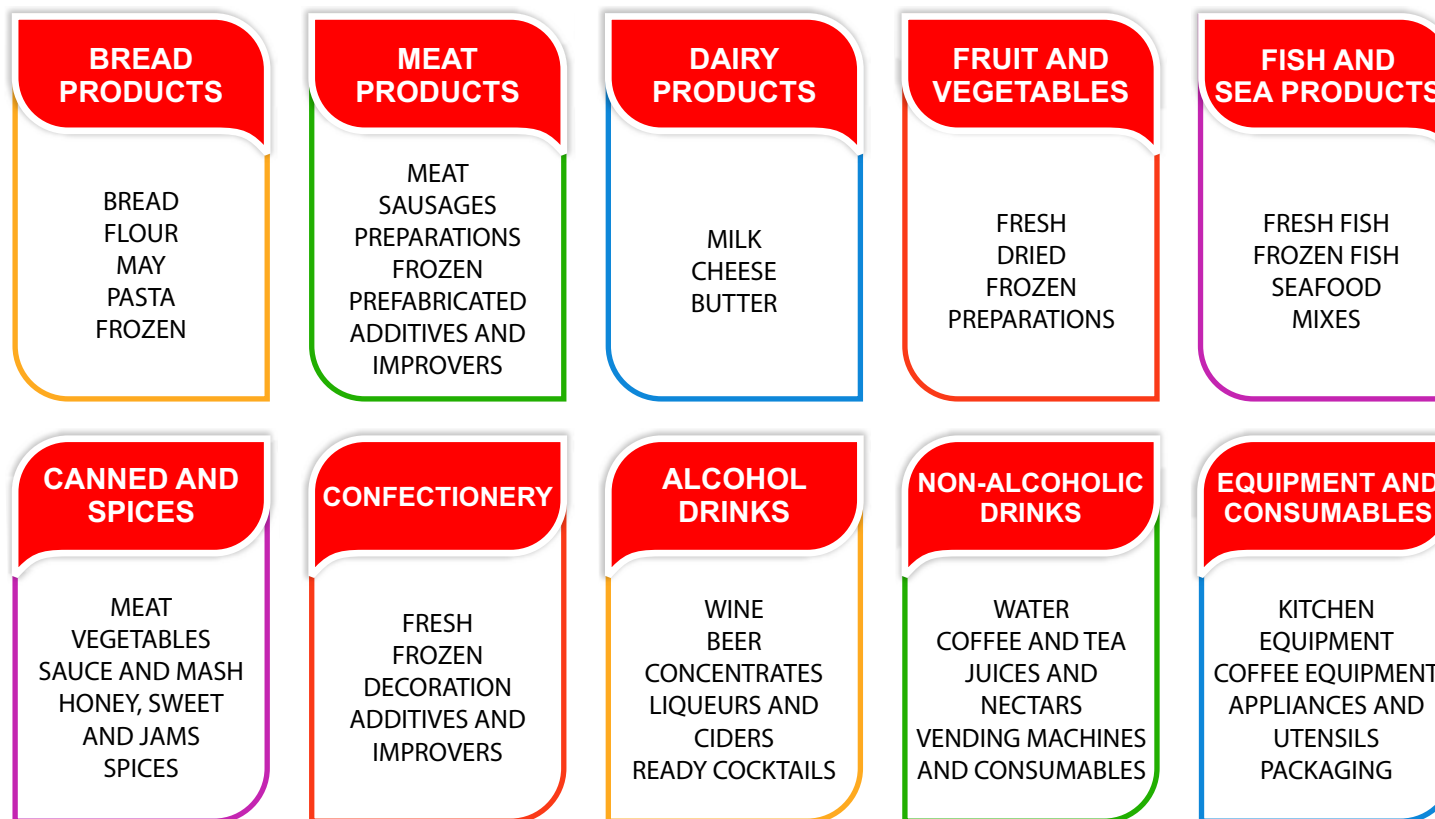 BREAD
PRODUCTS
BREAD
FLOUR
MAY
PASTA
FROZEN
MEAT
PRODUCTS
MEAT
SAUSAGES
PREPARATIONS
FROZEN
PREFABRICATED
ADDITIVES AND
IMPROVERS
DAIRY
PRODUCTS
MILK
CHEESE
BUTTER
FRUIT AND
VEGETABLES
FRESH
DRIED
FROZEN
PREPARATIONS
FISH AND
SEA PRODUCTS
FRESH FISH
FROZEN FISH
SEAFOOD
MIXES
CANNED AND
SPICES
MEAT
VEGETABLES
SAUCE AND MASH
HONEY, SWEET
AND JAMS
SPICES
CONFECTIONERY
FRESH
FROZEN
DECORATION
ADDITIVES AND
IMPROVERS
ALCOHOL
DRINKS
WINE
BEER
CONCENTRATES
LIQUEURS AND
CIDERS
READY COCKTAILS
NON-ALCOHOLIC
DRINKS
WATER
COFFEE AND TEA
JUICES AND
NECTARS
VENDING MACHINES
AND CONSUMABLES
EQUIPMENT AND
CONSUMABLES
KITCHEN
EQUIPMENT
COFFEE EQUIPMENT
APPLIANCES AND
UTENSILS
PACKAGING